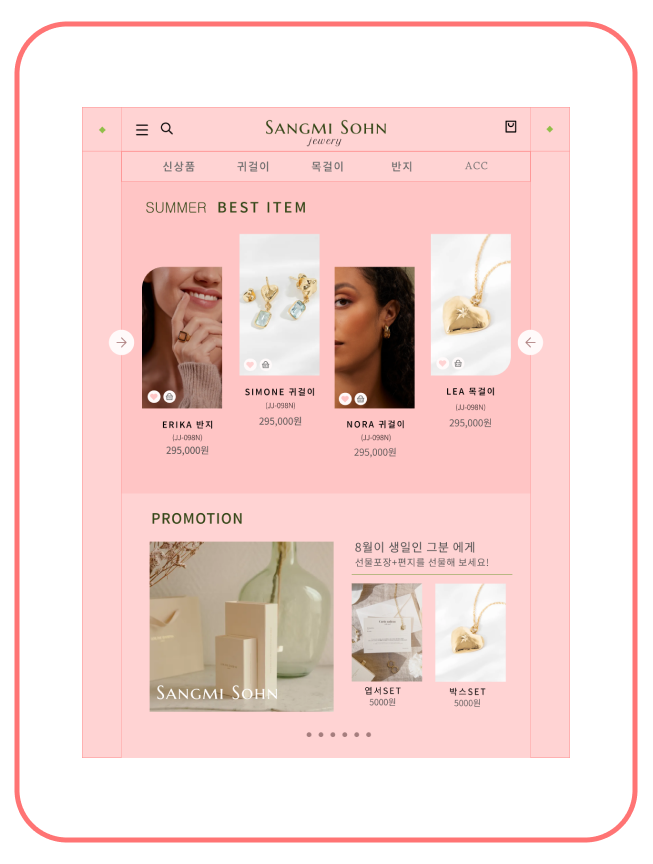 SANGMI SOHN
jewery
신상품 귀걸이 목걸이 반지 ACC
SUMMER BEST ITEM
ERIKA 반지
(JJ-098N)
295,000원
SIMONE 귀걸이
(JJ-098N)
295,000원
NORA 귀걸이
(JJ-098N)
295,000원
LEA 목걸이
(JJ-098N)
295,000원
PROMOTION
SANGMI SOHN
8월이 생일인 그분 에게
선물포장+편지를 선물해 보세요!
엽서SET
5000원
박스SET
5000원